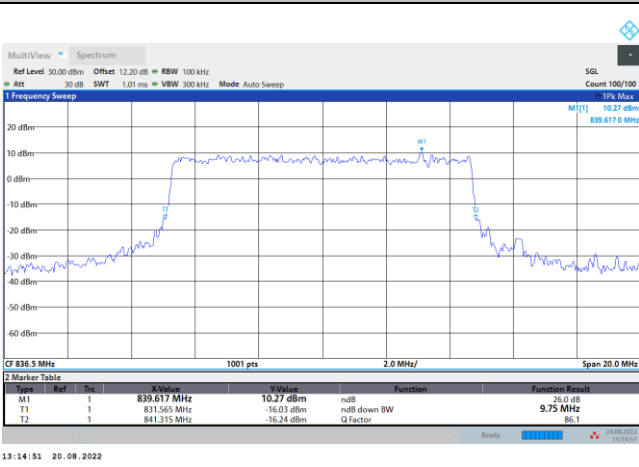 MultiView Spectrum
Ref Level 30.00 dBm Offset 12.20 dB RBW 100 kHz SGL
Att 30 dB SWT 1.01 ms VBW 300 kHz Mode Auto Sweep Count 100/100
1 Frequency Sweep 1Pk Max
M1[1] 10.27 dBm
839.617 0 MHz
20 dBm
M1
10 dBm
0 dBm
-10 dBm
T1 T2
-20 dBm
-30 dBm
-40 dBm
-50 dBm
-60 dBm
CF 836.5 MHz 1001 pts 2.0 MHz/ Span 20.0 MHz
2 Marker Table
Type Ref Trc X-Value Y-Value Function Function Result
M1 1 839.617 MHz 10.27 dBm ndB 26.0 dB
T1 1 831.565 MHz -16.03 dBm ndB down BW 9.75 MHz
T2 1 841.315 MHz -16.24 dBm Q Factor 86.1
Ready 20.08.2022
13:14:51
13:14:51 20.08.2022